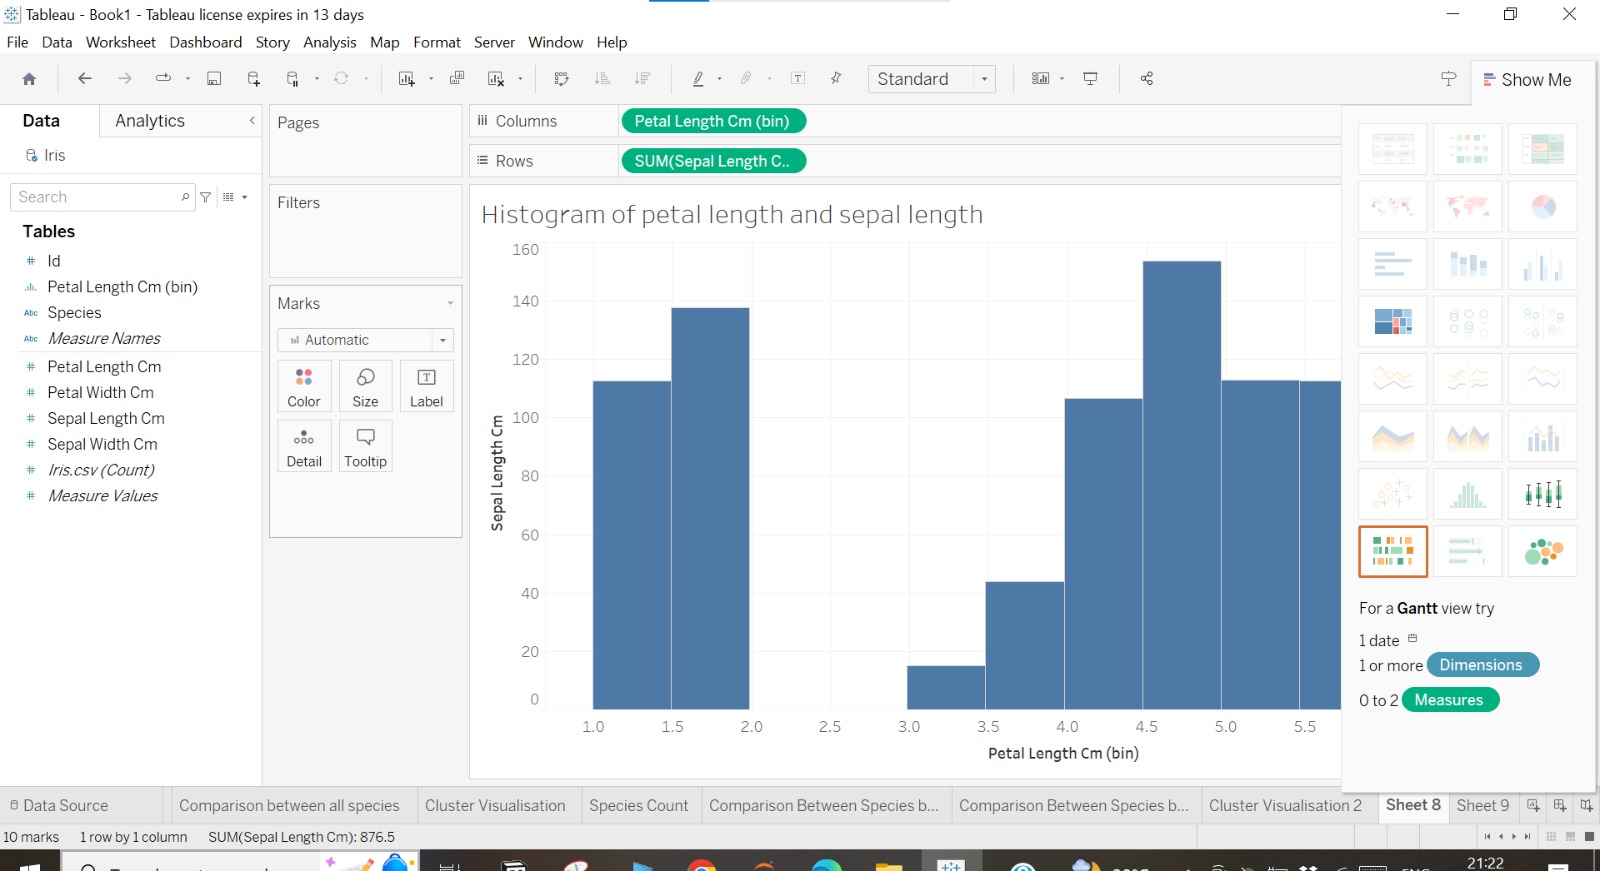 Tableau - Book1 - Tableau license expires in 13 days
File Data Worksheet Dashboard Story Analysis Map Format Server Window Help
Standard
Show Me
Data Analytics
Iris
Search
Tables
# Id
Petal Length Cm (bin)
Abc Species
Abc Measure Names
# Petal Length Cm
# Petal Width Cm
# Sepal Length Cm
# Sepal Width Cm
# Iris.csv (Count)
# Measure Values
Pages
Filters
Marks
Automatic
Color Size Label
Detail Tooltip
Columns Petal Length Cm (bin)
Rows SUM(Sepal Length C..
Histogram of petal length and sepal length
160
140
120
100
80
60
40
20
0
Sepal Length Cm
1.0 1.5 2.0 2.5 3.0 3.5 4.0 4.5 5.0 5.5
Petal Length Cm (bin)
For a Gantt view try
1 date
1 or more Dimensions
0 to 2 Measures
Data Source Comparison between all species Cluster Visualisation Species Count Comparison Between Species b... Comparison Between Species b... Cluster Visualisation 2 Sheet 8 Sheet 9
10 marks 1 row by 1 column SUM(Sepal Length Cm): 876.5
21:22